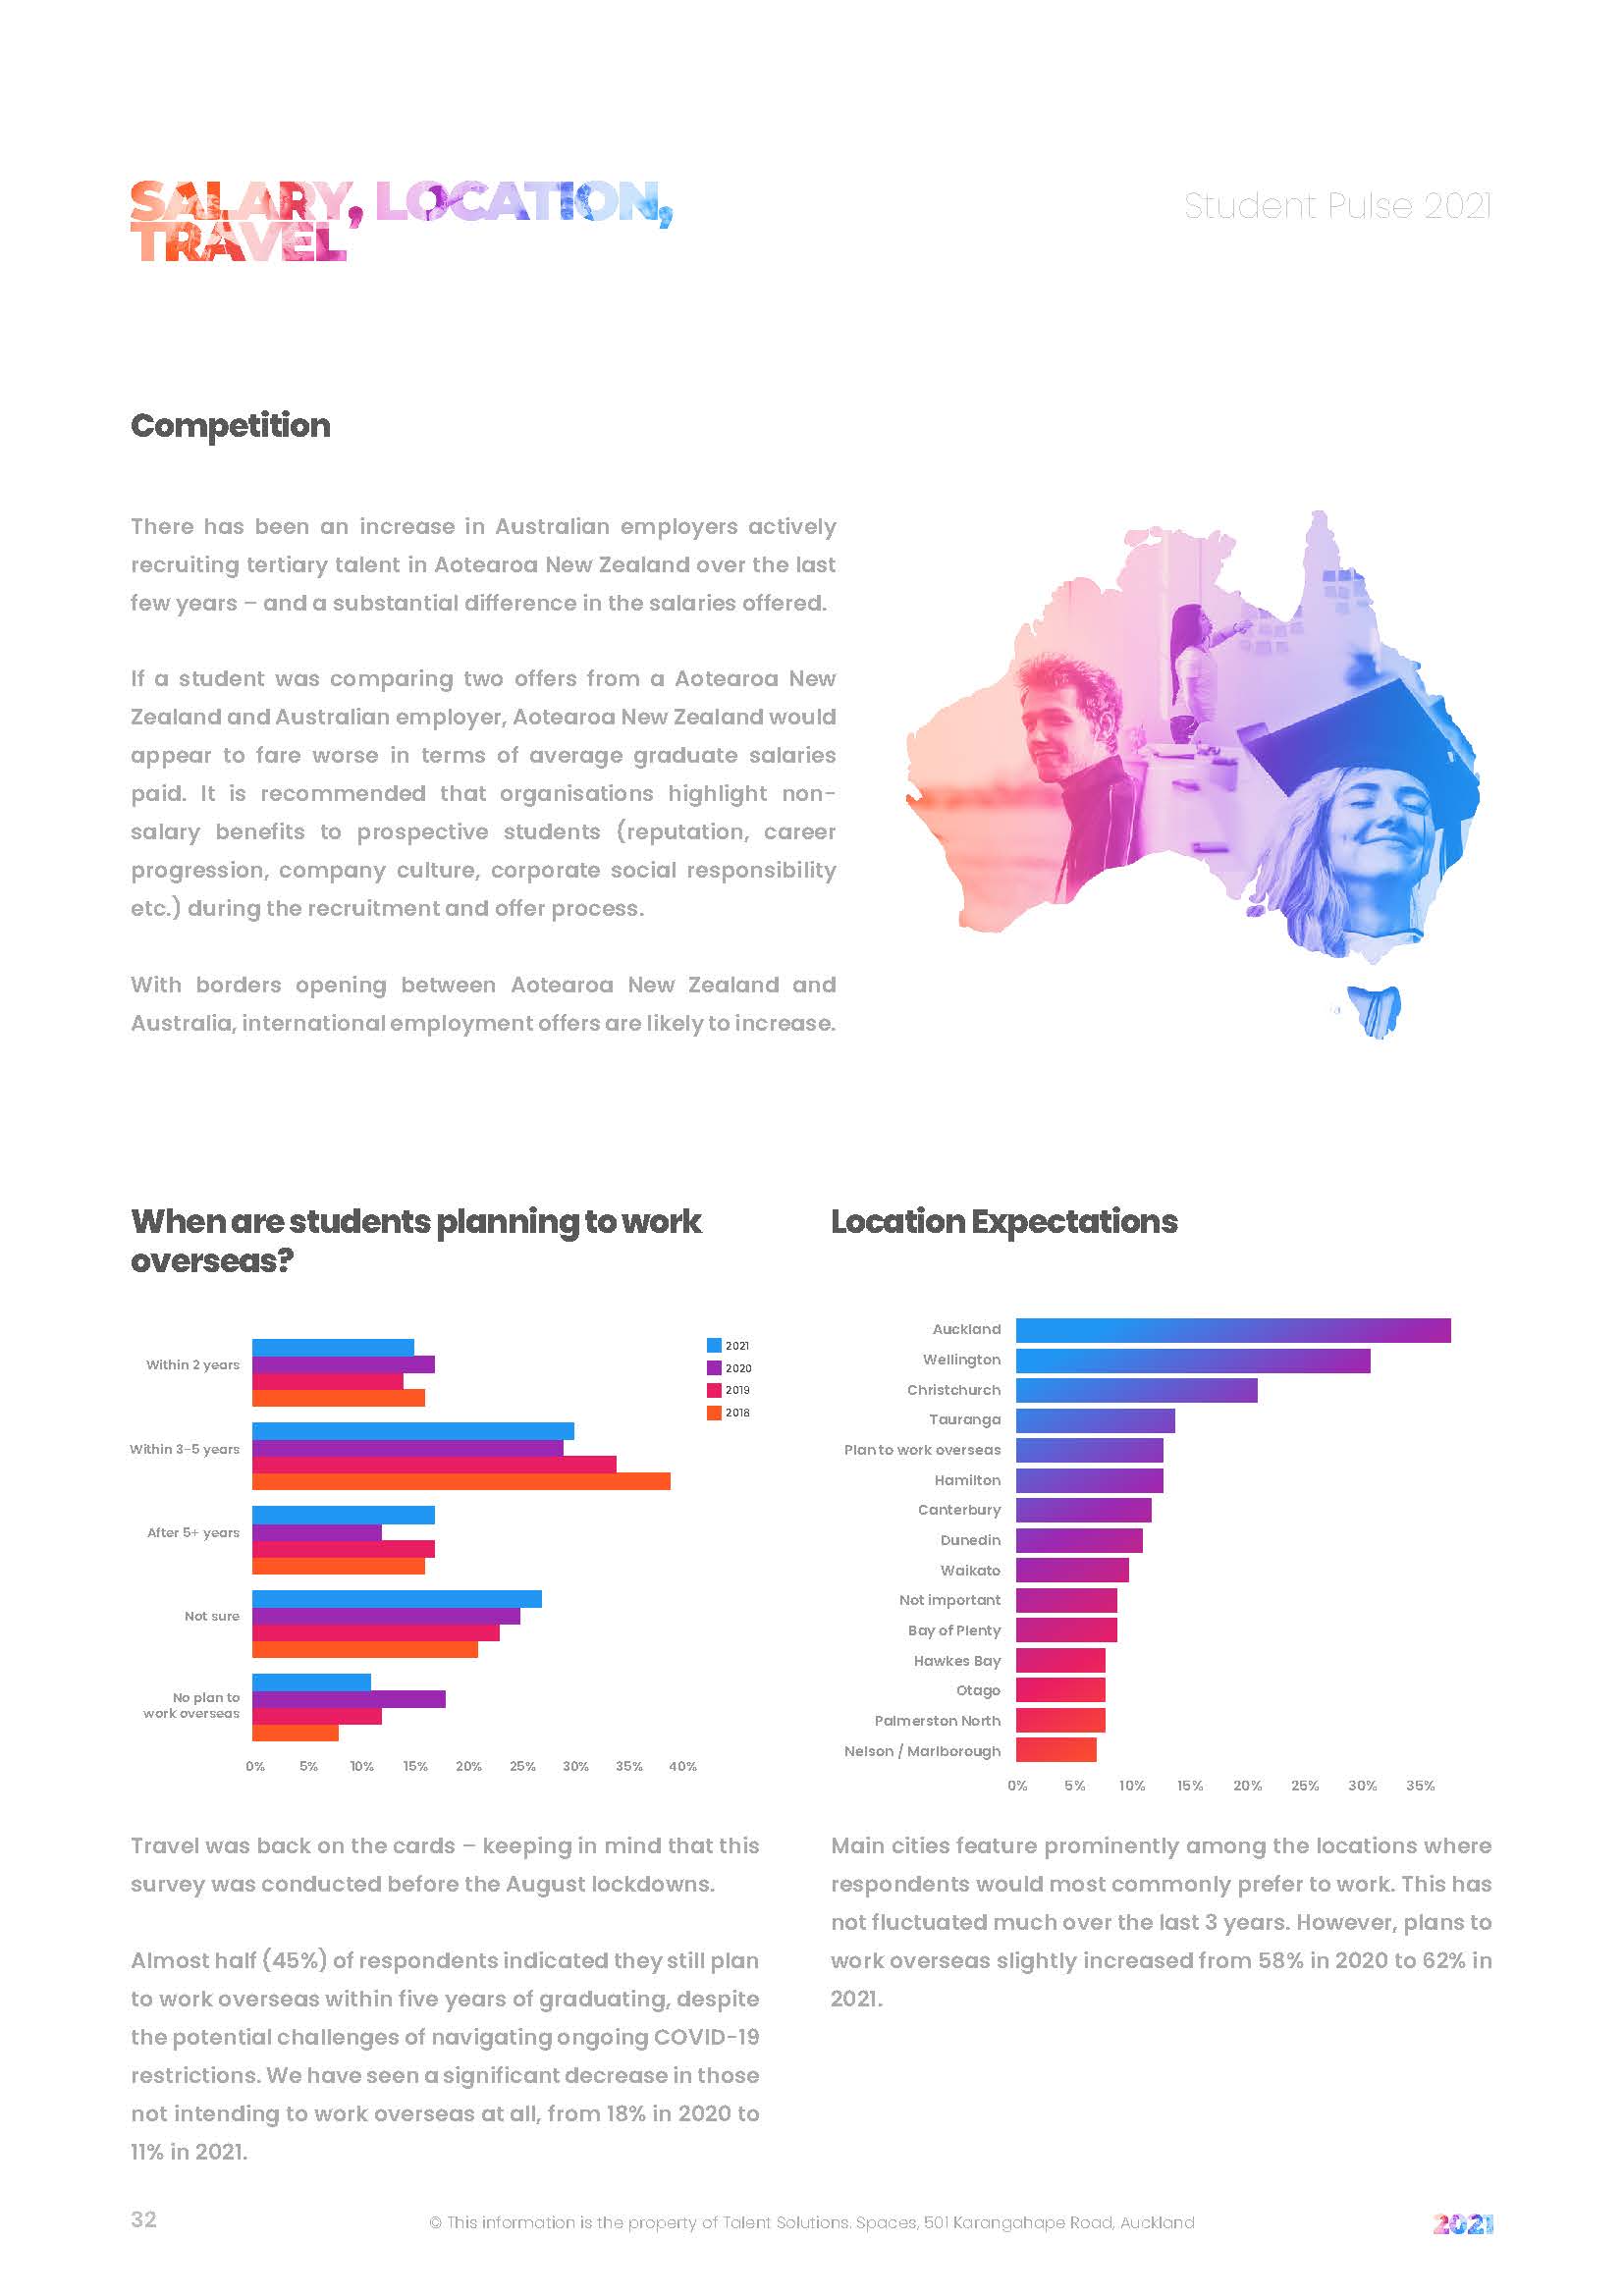 SALARY, LOCATION,
TRAVEL
Student Pulse 2021
Competition
There has been an increase in Australian employers actively
recruiting tertiary talent in Aotearoa New Zealand over the last
few years – and a substantial difference in the salaries offered.
If a student was comparing two offers from a Aotearoa New
Zealand and Australian employer, Aotearoa New Zealand would
appear to fare worse in terms of average graduate salaries
paid. It is recommended that organisations highlight non-
salary benefits to prospective students (reputation, career
progression, company culture, corporate social responsibility
etc.) during the recruitment and offer process.
With borders opening between Aotearoa New Zealand and
Australia, international employment offers are likely to increase.
When are students planning to work
overseas?
Within 2 years
Within 3-5 years
After 5+ years
Not sure
No plan to
work overseas
2021
2020
2019
2018
0% 5% 10% 15% 20% 25% 30% 35% 40%
Travel was back on the cards – keeping in mind that this
survey was conducted before the August lockdowns.
Almost half (45%) of respondents indicated they still plan
to work overseas within five years of graduating, despite
the potential challenges of navigating ongoing COVID-19
restrictions. We have seen a significant decrease in those
not intending to work overseas at all, from 18% in 2020 to
11% in 2021.
Location Expectations
Auckland
Wellington
Christchurch
Tauranga
Plan to work overseas
Hamilton
Canterbury
Dunedin
Waikato
Not important
Bay of Plenty
Hawkes Bay
Otago
Palmerston North
Nelson / Marlborough
0% 5% 10% 15% 20% 25% 30% 35%
Main cities feature prominently among the locations where
respondents would most commonly prefer to work. This has
not fluctuated much over the last 3 years. However, plans to
work overseas slightly increased from 58% in 2020 to 62% in
2021.
32
© This information is the property of Talent Solutions. Spaces, 501 Karangahape Road, Auckland
2021